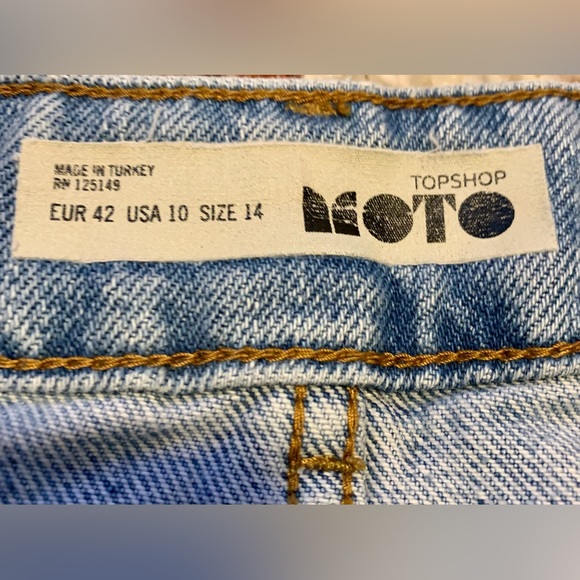 MADE IN TURKEY
RN 125149
EUR 42 USA 10 SIZE 14
TOPSHOP
MOTO